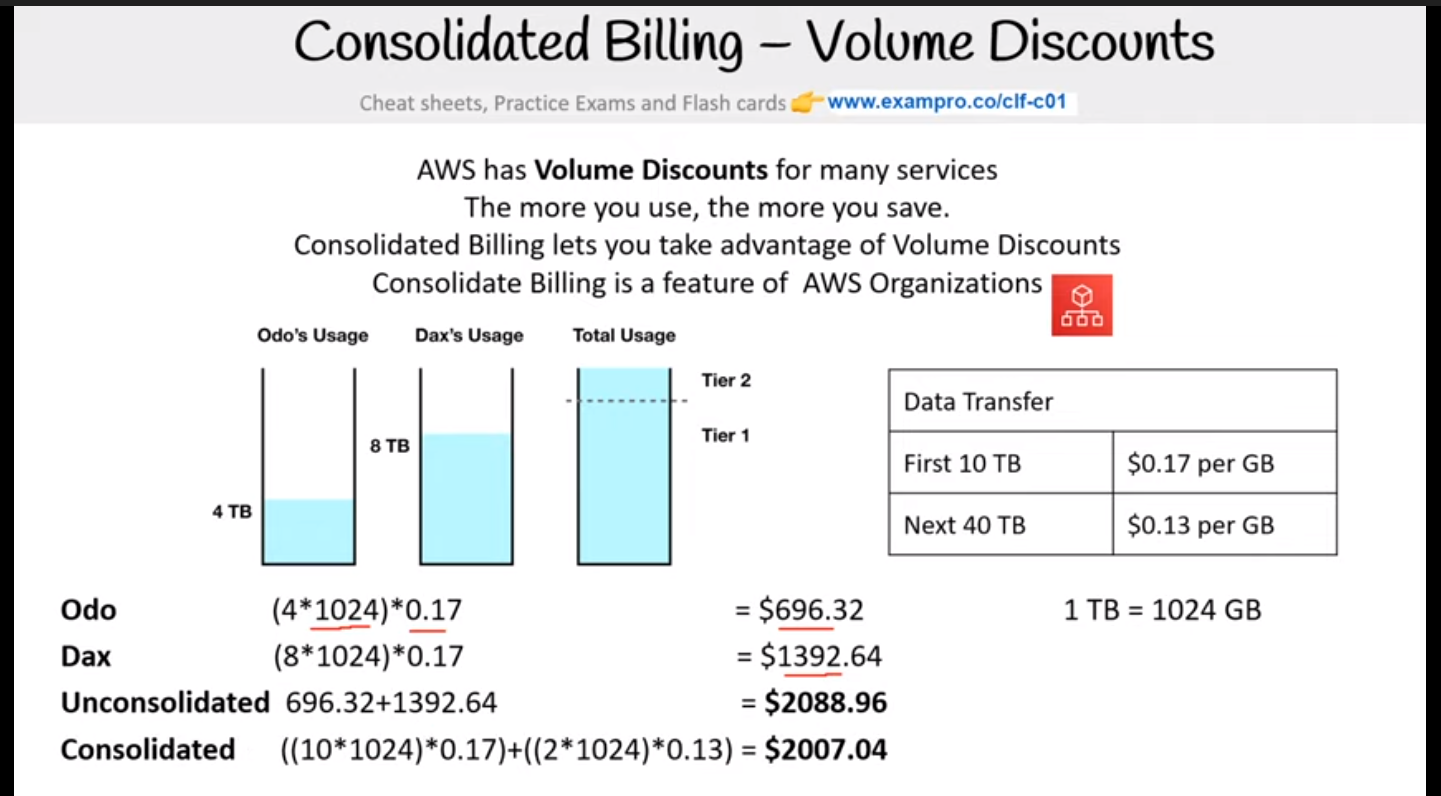 Consolidated Billing – Volume Discounts
Cheat sheets, Practice Exams and Flash cards 👉 www.exampro.co/clf-c01
AWS has Volume Discounts for many services
The more you use, the more you save.
Consolidated Billing lets you take advantage of Volume Discounts
Consolidate Billing is a feature of AWS Organizations
Odo's Usage Dax's Usage Total Usage
4 TB
8 TB
Tier 2
Tier 1
Data Transfer
First 10 TB $0.17 per GB
Next 40 TB $0.13 per GB
Odo (4*1024)*0.17 = $696.32 1 TB = 1024 GB
Dax (8*1024)*0.17 = $1392.64
Unconsolidated 696.32+1392.64 = $2088.96
Consolidated ((10*1024)*0.17)+((2*1024)*0.13) = $2007.04